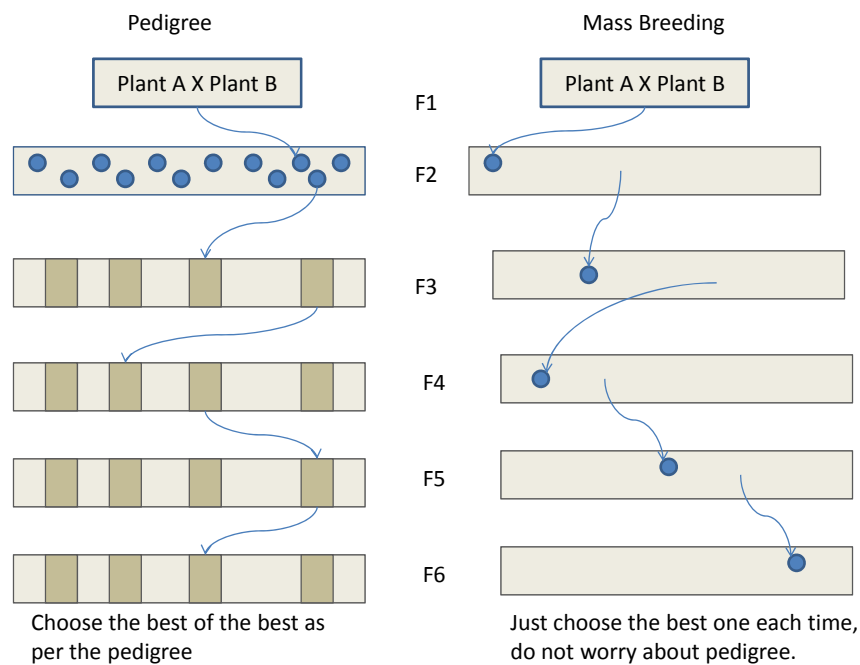 Pedigree
Mass Breeding
Plant A X Plant B
F1
Plant A X Plant B
F2
F3
F4
F5
F6
Choose the best of the best as
per the pedigree
Just choose the best one each time,
do not worry about pedigree.